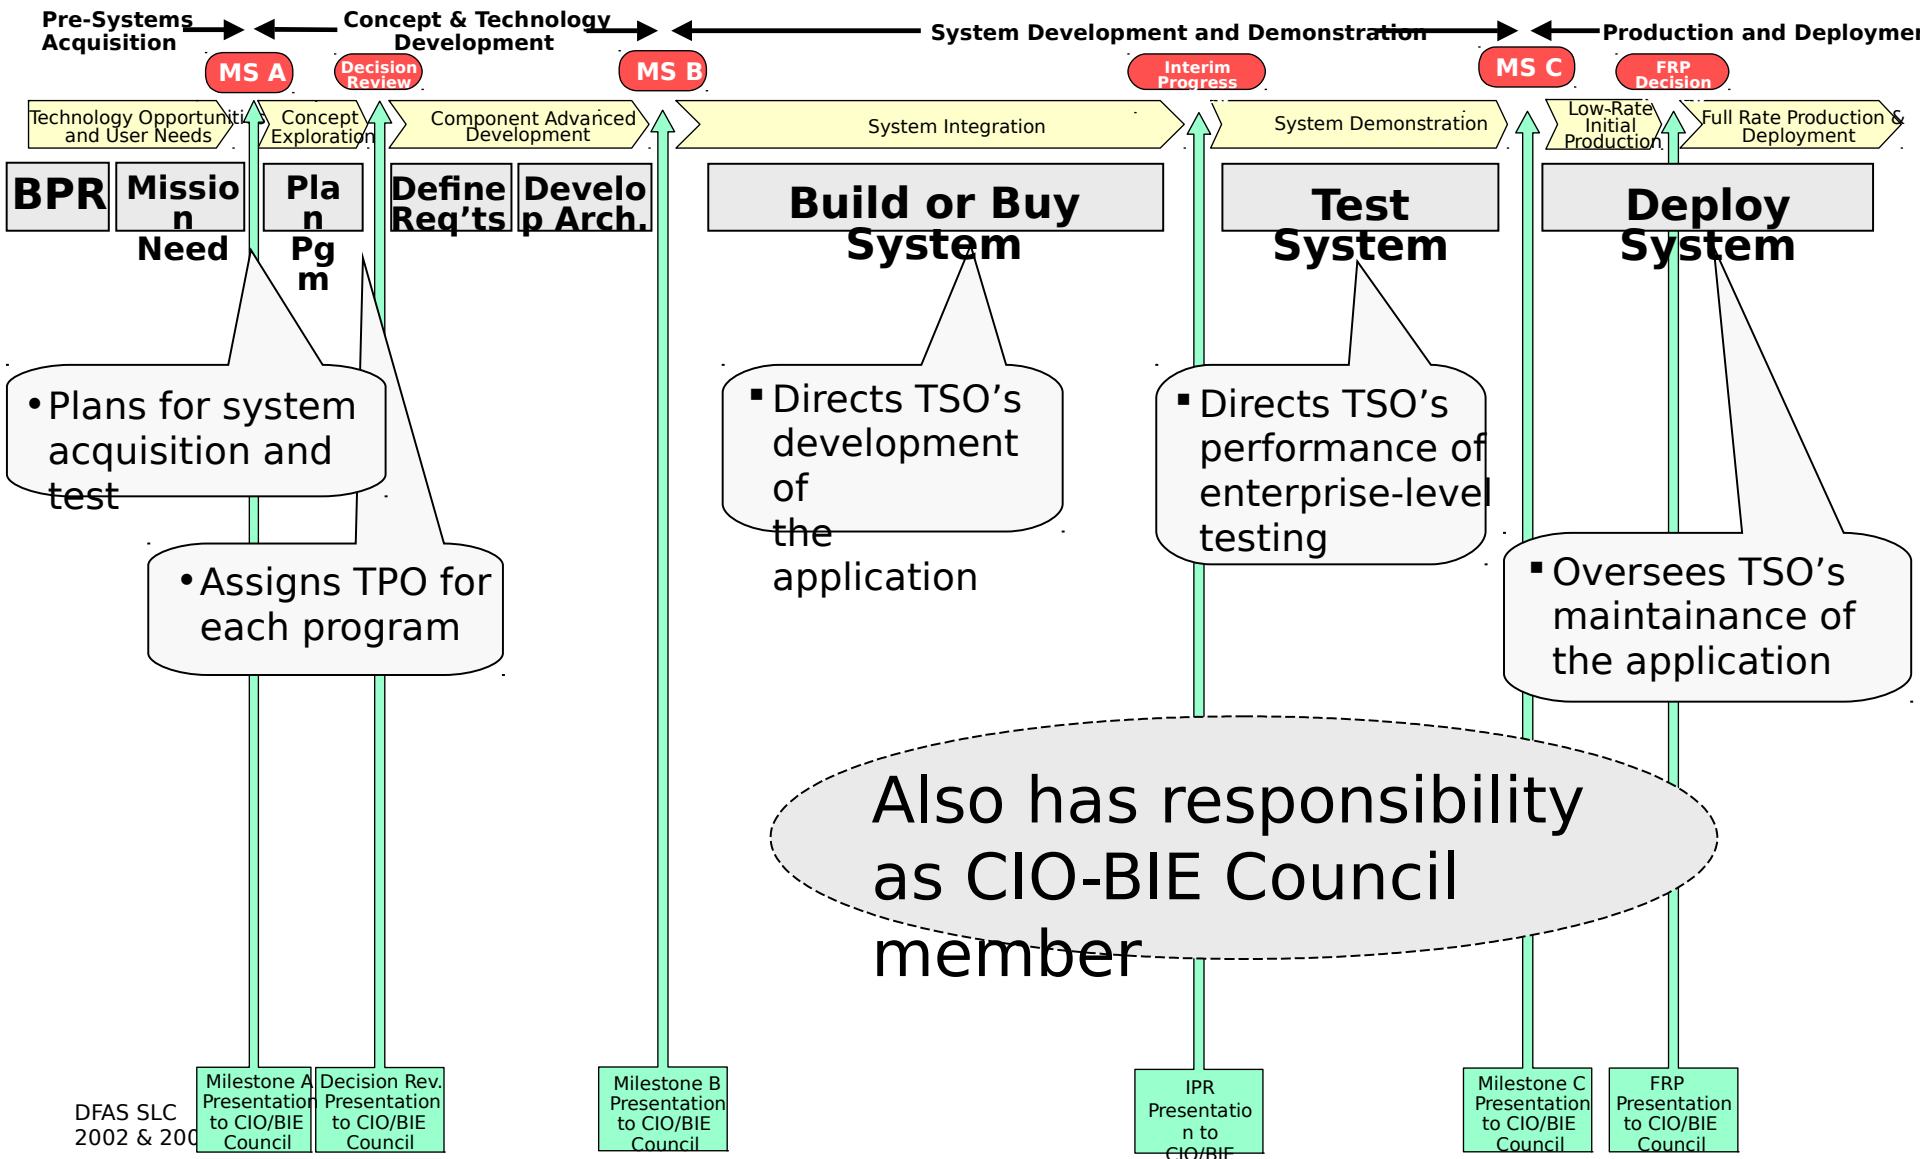 Pre-Systems
Acquisition
Concept & Technology
Development
System Development and Demonstration
Production and Deploymen
MS A
Decision
Review
MS B
Interim
Progress
MS C
FRP
Decision
Technology Opportunities
and User Needs
Concept
Exploration
Component Advanced
Development
System Integration
System Demonstration
Low-Rate
Initial
Production
Full Rate Production &
Deployment
BPR
Missio
n
Need
Pla
n
Pg
m
Define
Req’ts
Develo
p Arch.
Build or Buy
System
Test
System
Deploy
System
•Plans for system
acquisition and
test
•Assigns TPO for
each program
▪ Directs TSO’s
development
of
the
application
▪ Directs TSO’s
performance of
enterprise-level
testing
▪ Oversees TSO’s
maintainance of
the application
Also has responsibility
as CIO-BIE Council
member
DFAS SLC
2002 & 200
Milestone A
Presentation
to CIO/BIE
Council
Decision Rev.
Presentation
to CIO/BIE
Council
Milestone B
Presentation
to CIO/BIE
Council
IPR
Presentatio
n to
CIO/BIE
Milestone C
Presentation
to CIO/BIE
Council
FRP
Presentation
to CIO/BIE
Council